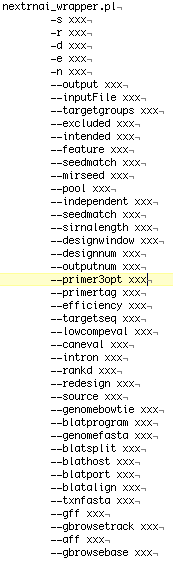 nextrnai_wrapper.pl¬
-s xxx¬
-r xxx¬
-d xxx¬
-e xxx¬
-n xxx¬
--output xxx¬
--inputFile xxx¬
--targetgroups xxx¬
--excluded xxx¬
--intended xxx¬
--feature xxx¬
--seedmatch xxx¬
--mirseed xxx¬
--pool xxx¬
--independent xxx¬
--seedmatch xxx¬
--sirnalength xxx¬
--designwindow xxx¬
--designnum xxx¬
--outputnum xxx¬
--primer3opt xxx¬
--primertag xxx¬
--efficiency xxx¬
--targetseq xxx¬
--lowcompeval xxx¬
--caneval xxx¬
--intron xxx¬
--rankd xxx¬
--redesign xxx¬
--source xxx¬
--genomebowtie xxx¬
--blatprogram xxx¬
--genomefasta xxx¬
--blatsplit xxx¬
--blathost xxx¬
--blatport xxx¬
--blatalign xxx¬
--txnfasta xxx¬
--gff xxx¬
--gbrowsetrack xxx¬
--aff xxx¬
--gbrowsebase xxx¬